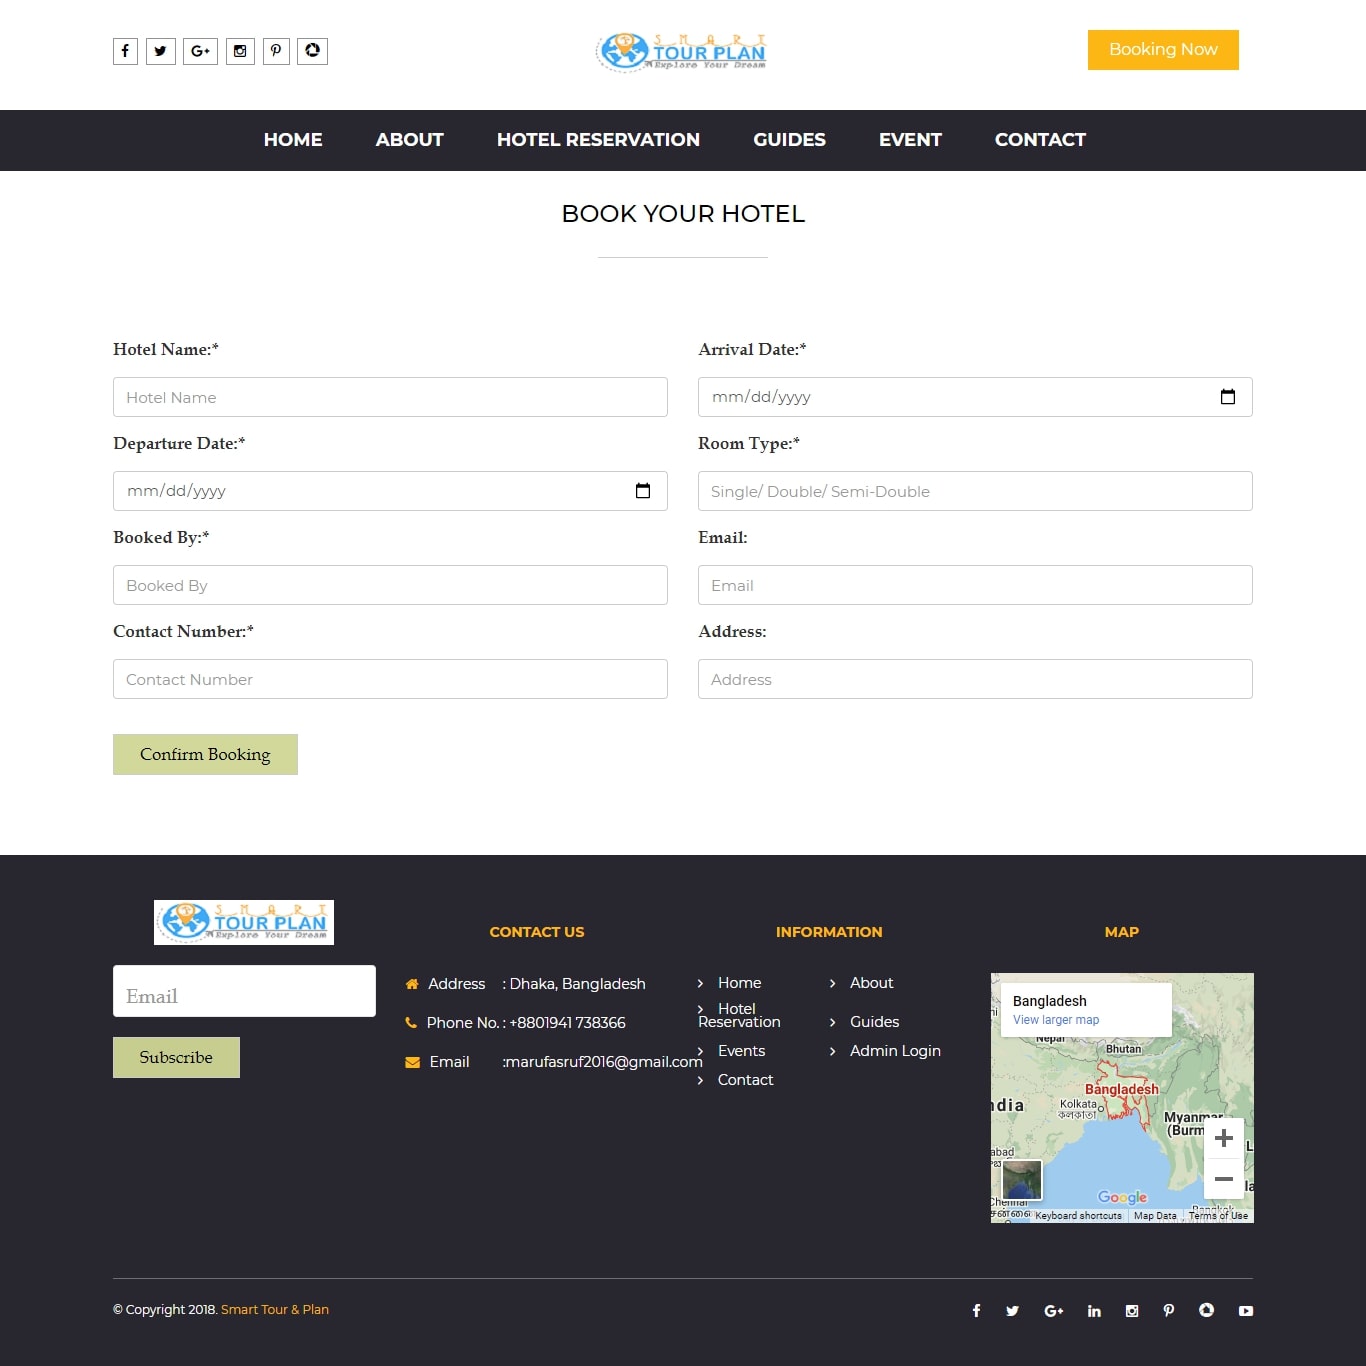 SMART
TOUR PLAN
Explore Your Dream
Booking Now
HOME ABOUT HOTEL RESERVATION GUIDES EVENT CONTACT
BOOK YOUR HOTEL
Hotel Name:* Arrival Date:*
Hotel Name mm/dd/yyyy
Departure Date:* Room Type:*
mm/dd/yyyy Single/ Double/ Semi-Double
Booked By:* Email:
Booked By Email
Contact Number:* Address:
Contact Number Address
Confirm Booking
SMART
TOUR PLAN
Explore Your Dream
Email
Subscribe
CONTACT US
Address : Dhaka, Bangladesh
Phone No. : +8801941 738366
Email :marufasruf2016@gmail.com
INFORMATION
Home About
Hotel
Reservation Guides
Events Admin Login
Contact
MAP
Bangladesh
View larger map
Nepal
Bhutan
Bangladesh
Kolkata
কলকাতা
Myanmar
(Burm
ndia
abad
Chennai
Google
Bangkok
Keyboard shortcuts Map Data Terms of Use
© Copyright 2018. Smart Tour & Plan